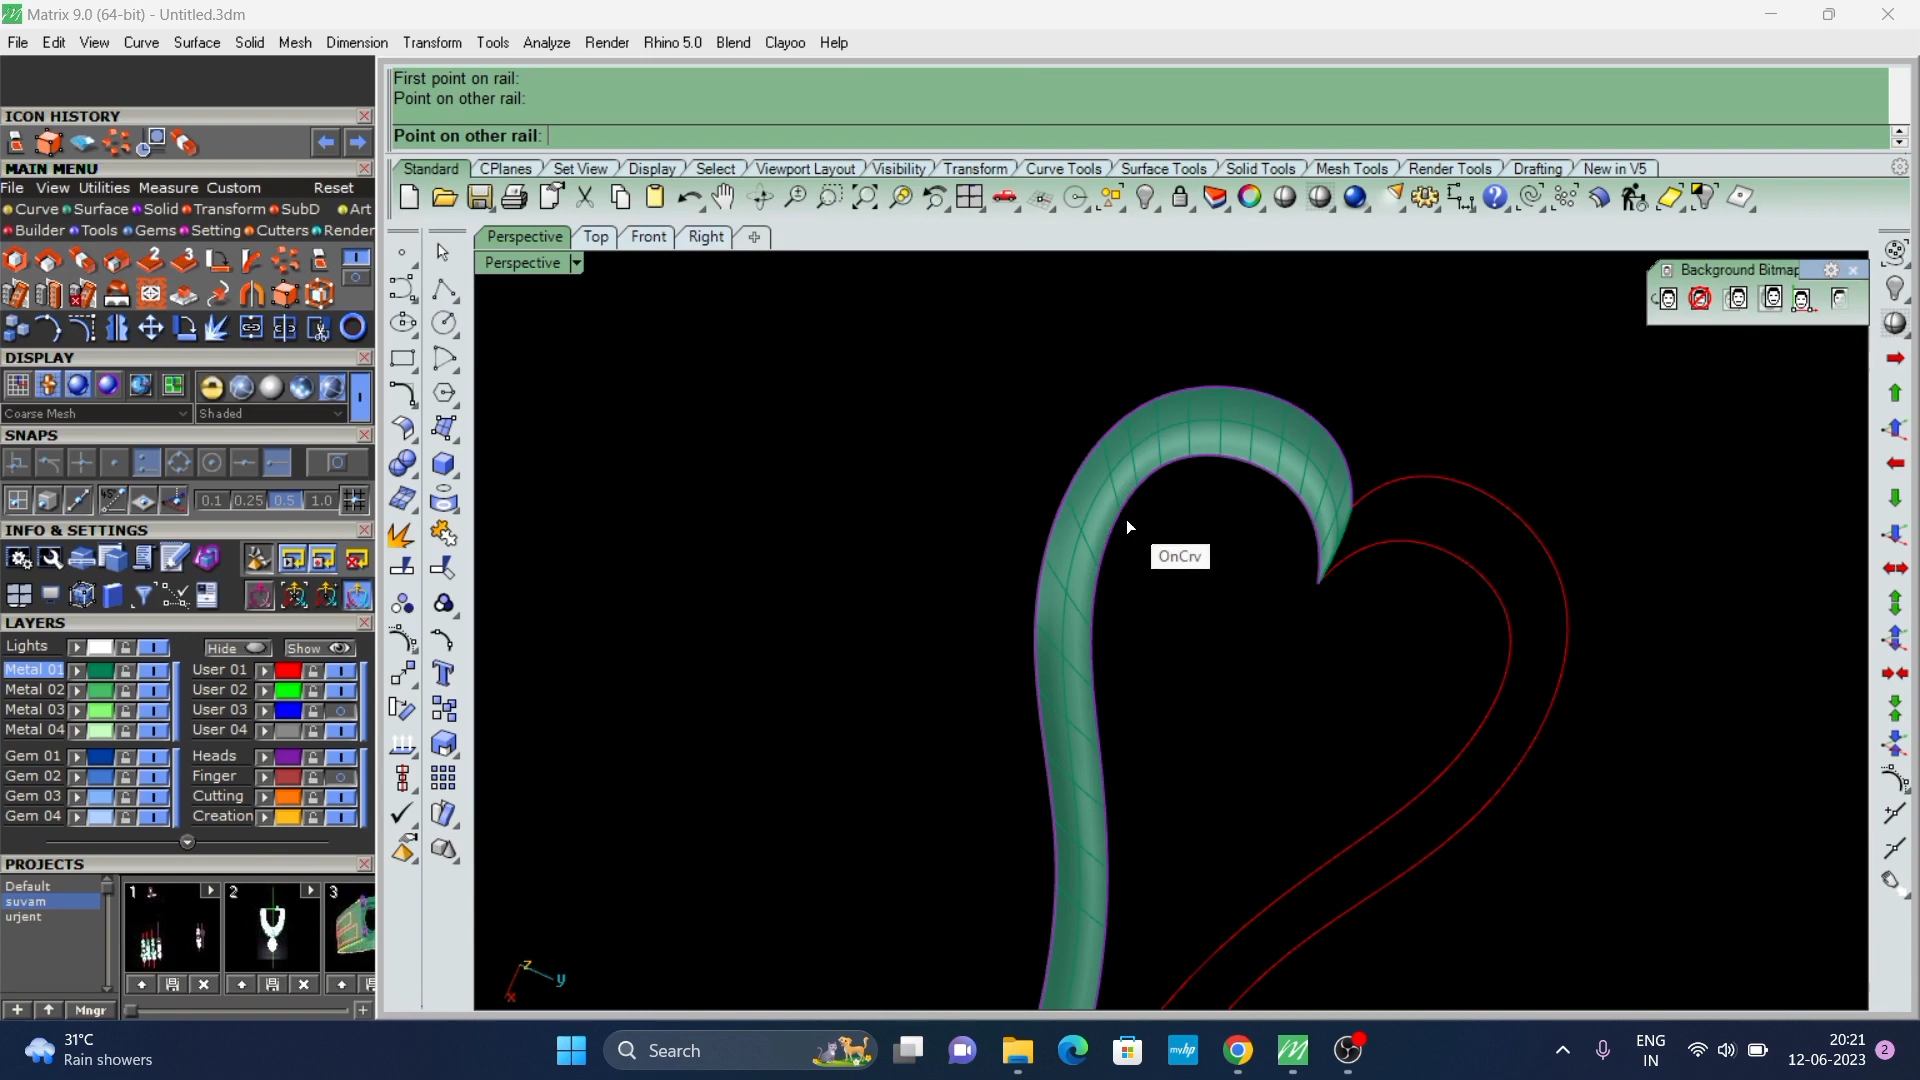 Matrix 9.0 (64-bit) - Untitled.3dm
File Edit View Curve Surface Solid Mesh Dimension Transform Tools Analyze Render Rhino 5.0 Blend Clayoo Help
First point on rail:
Point on other rail:
Point on other rail:
ICON HISTORY
MAIN MENU
File View Utilities Measure Custom Reset
Curve Surface Solid Transform SubD Art
Builder Tools Gems Setting Cutters Render
Standard CPlanes Set View Display Select Viewport Layout Visibility Transform Curve Tools Surface Tools Solid Tools Mesh Tools Render Tools Drafting New in V5
Perspective Top Front Right
Perspective
Background Bitmap
DISPLAY
Coarse Mesh Shaded
SNAPS
0.1 0.25 0.5 1.0
INFO & SETTINGS
LAYERS
Lights Hide Show
Metal 01 User 01
Metal 02 User 02
Metal 03 User 03
Metal 04 User 04
Gem 01 Heads
Gem 02 Finger
Gem 03 Cutting
Gem 04 Creation
PROJECTS
Default
suvam
urjent
1 2 3
Mngr
OnCrv
z
y
x
31°C
Rain showers
Search
myhp
ENG
IN
20:21
12-06-2023
2